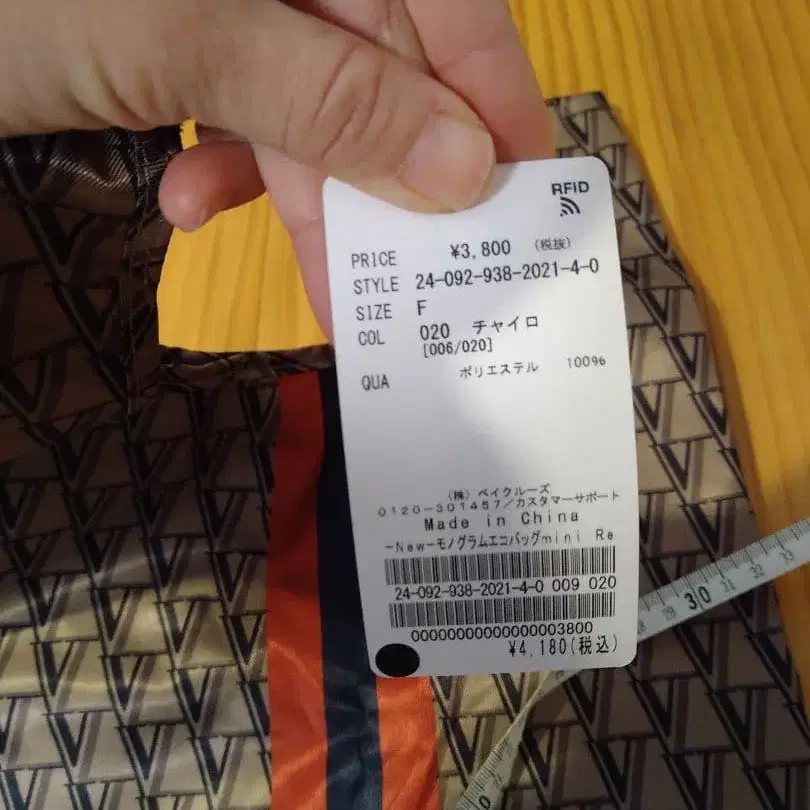 RFID
PRICE ¥3,800 (税抜)
STYLE 24-092-938-2021-4-0
SIZE F
COL 020 チャイロ
[006/020]
QUA ポリエステル 100%
(株) ベイクルーズ
0120-301457/カスタマーサポート
Made in China
-New-モノグラムエコバッグmini Re
24-092-938-2021-4-0 009 020
00000000000000003800
¥4,180(税込)
30 31 32 33